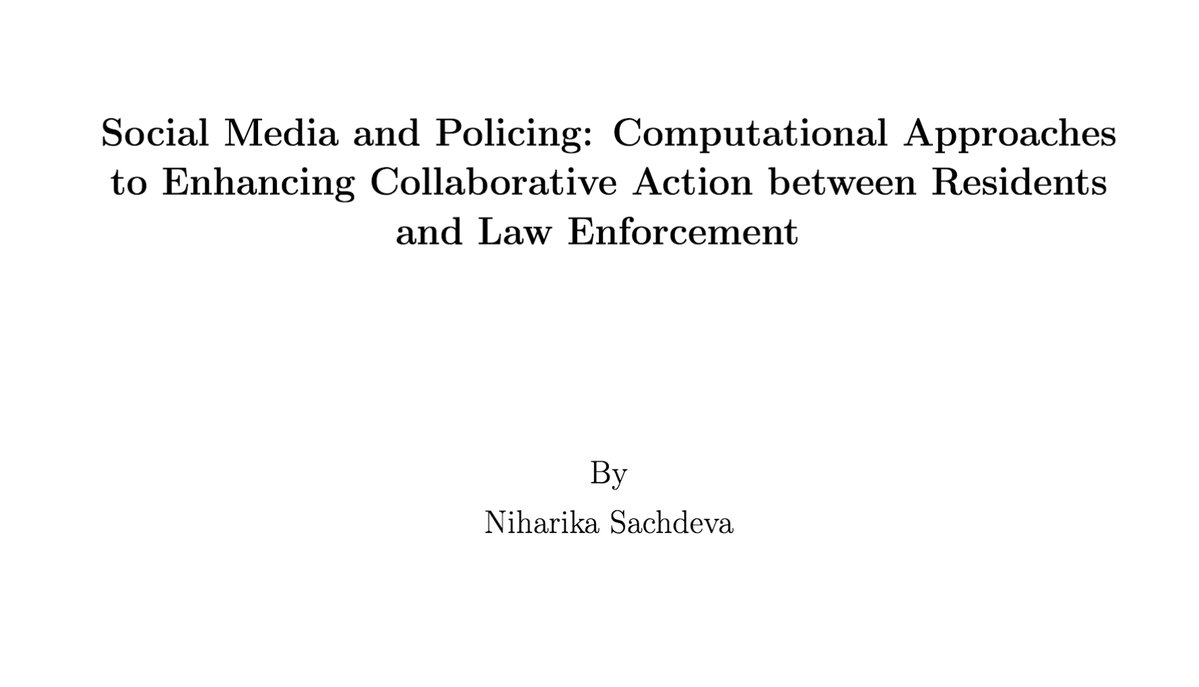 Social Media and Policing: Computational Approaches
to Enhancing Collaborative Action between Residents
and Law Enforcement
By
Niharika Sachdeva